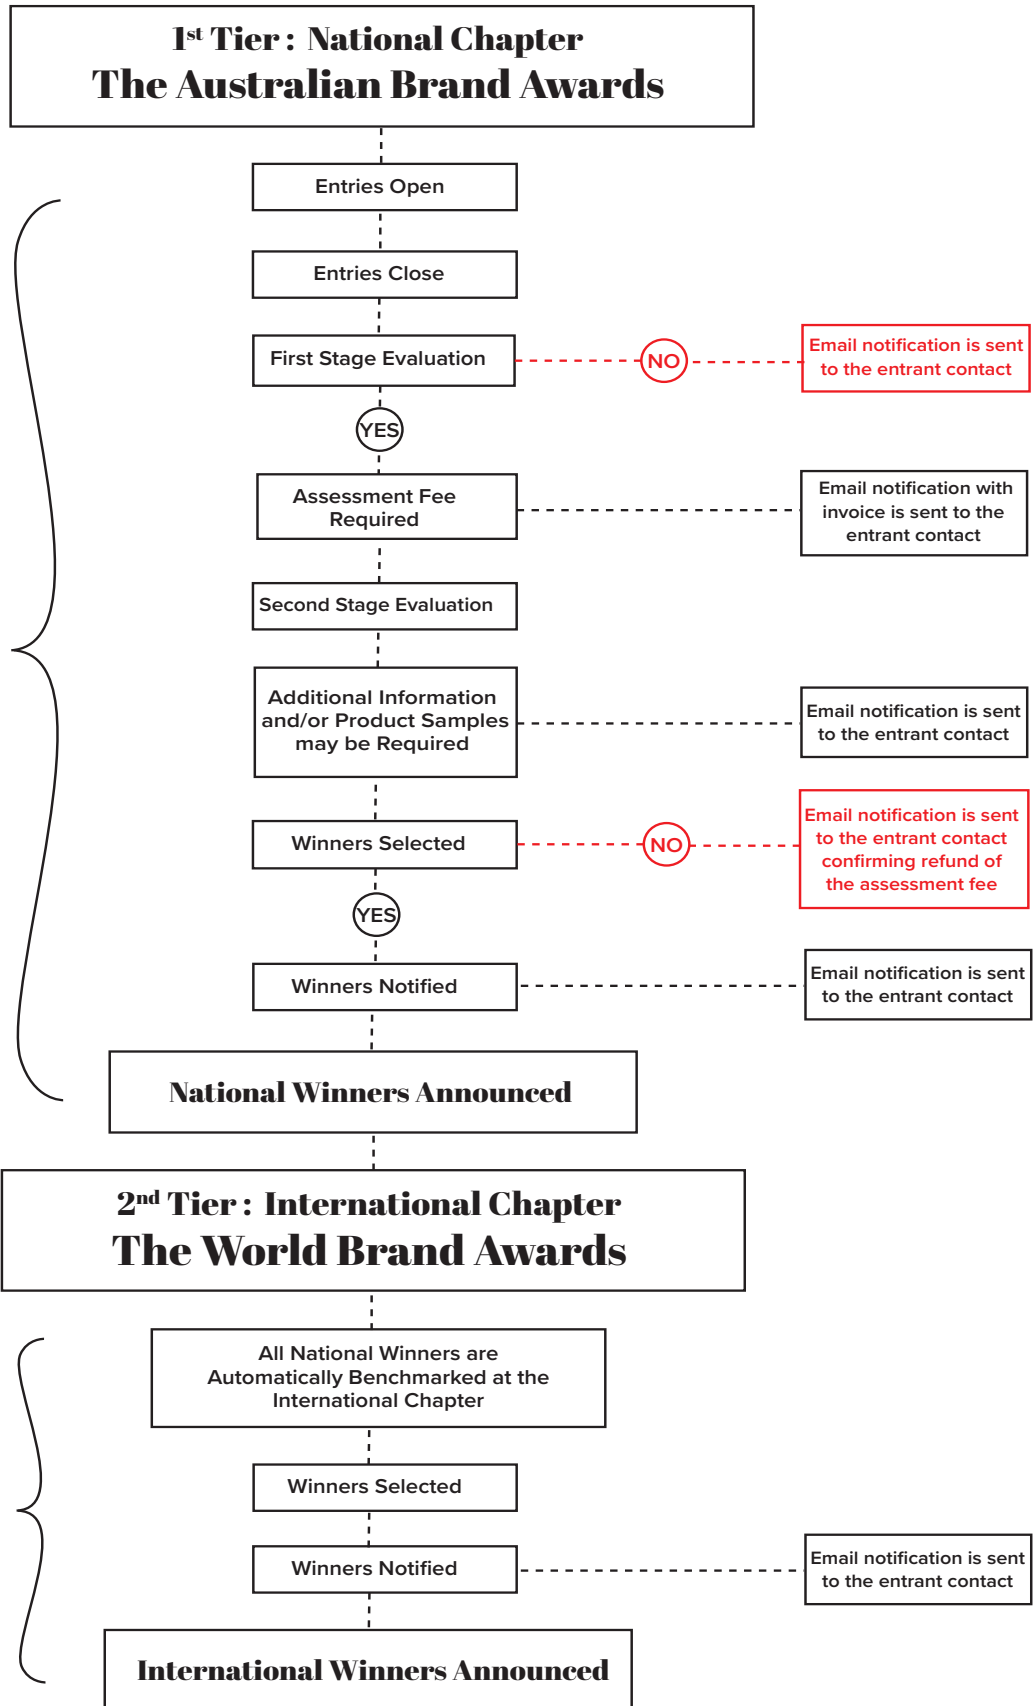 1st Tier : National Chapter
The Australian Brand Awards
Entries Open
Entries Close
First Stage Evaluation
NO
Email notification is sent
to the entrant contact
YES
Assessment Fee
Required
Email notification with
invoice is sent to the
entrant contact
Second Stage Evaluation
Additional Information
and/or Product Samples
may be Required
Email notification is sent
to the entrant contact
Winners Selected
NO
Email notification is sent
to the entrant contact
confirming refund of
the assessment fee
YES
Winners Notified
Email notification is sent
to the entrant contact
National Winners Announced
2nd Tier : International Chapter
The World Brand Awards
All National Winners are
Automatically Benchmarked at the
International Chapter
Winners Selected
Winners Notified
Email notification is sent
to the entrant contact
International Winners Announced